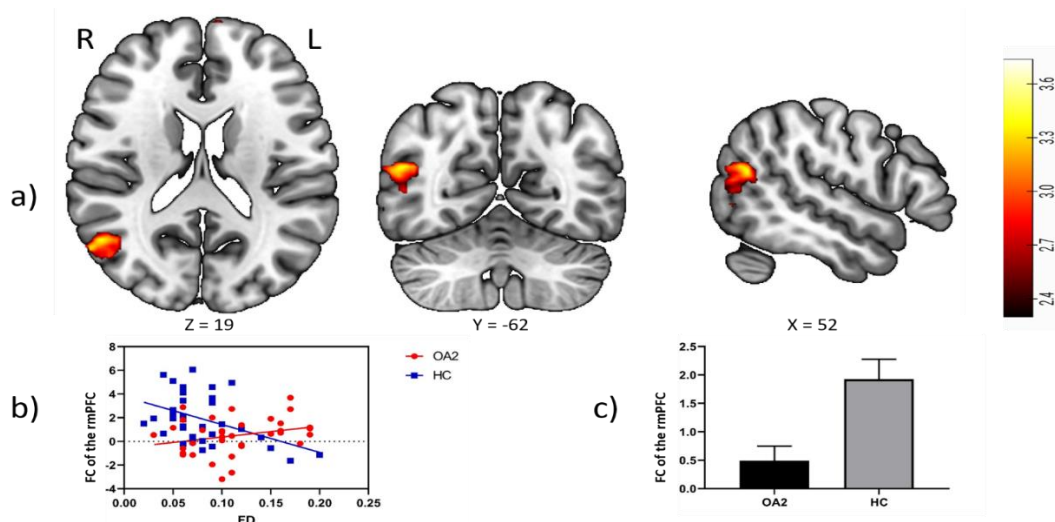 R L
a)
3.6
3.3
3.0
2.7
2.4
Z = 19 Y = -62 X = 52
b)
FC of the rmPFC
8
6
4
2
0
-2
-4
0.00 0.05 0.10 0.15 0.20 0.25
OA2
HC
c)
FC of the rmPFC
2.5
2.0
1.5
1.0
0.5
0.0
OA2 HC